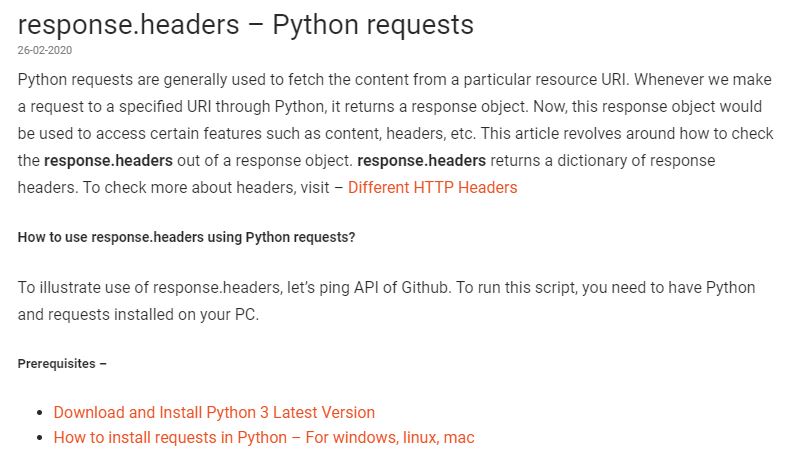 response.headers – Python requests
26-02-2020
Python requests are generally used to fetch the content from a particular resource URI. Whenever we make
a request to a specified URI through Python, it returns a response object. Now, this response object would
be used to access certain features such as content, headers, etc. This article revolves around how to check
the response.headers out of a response object. response.headers returns a dictionary of response
headers. To check more about headers, visit – Different HTTP Headers
How to use response.headers using Python requests?
To illustrate use of response.headers, let’s ping API of Github. To run this script, you need to have Python
and requests installed on your PC.
Prerequisites –
• Download and Install Python 3 Latest Version
• How to install requests in Python – For windows, linux, mac